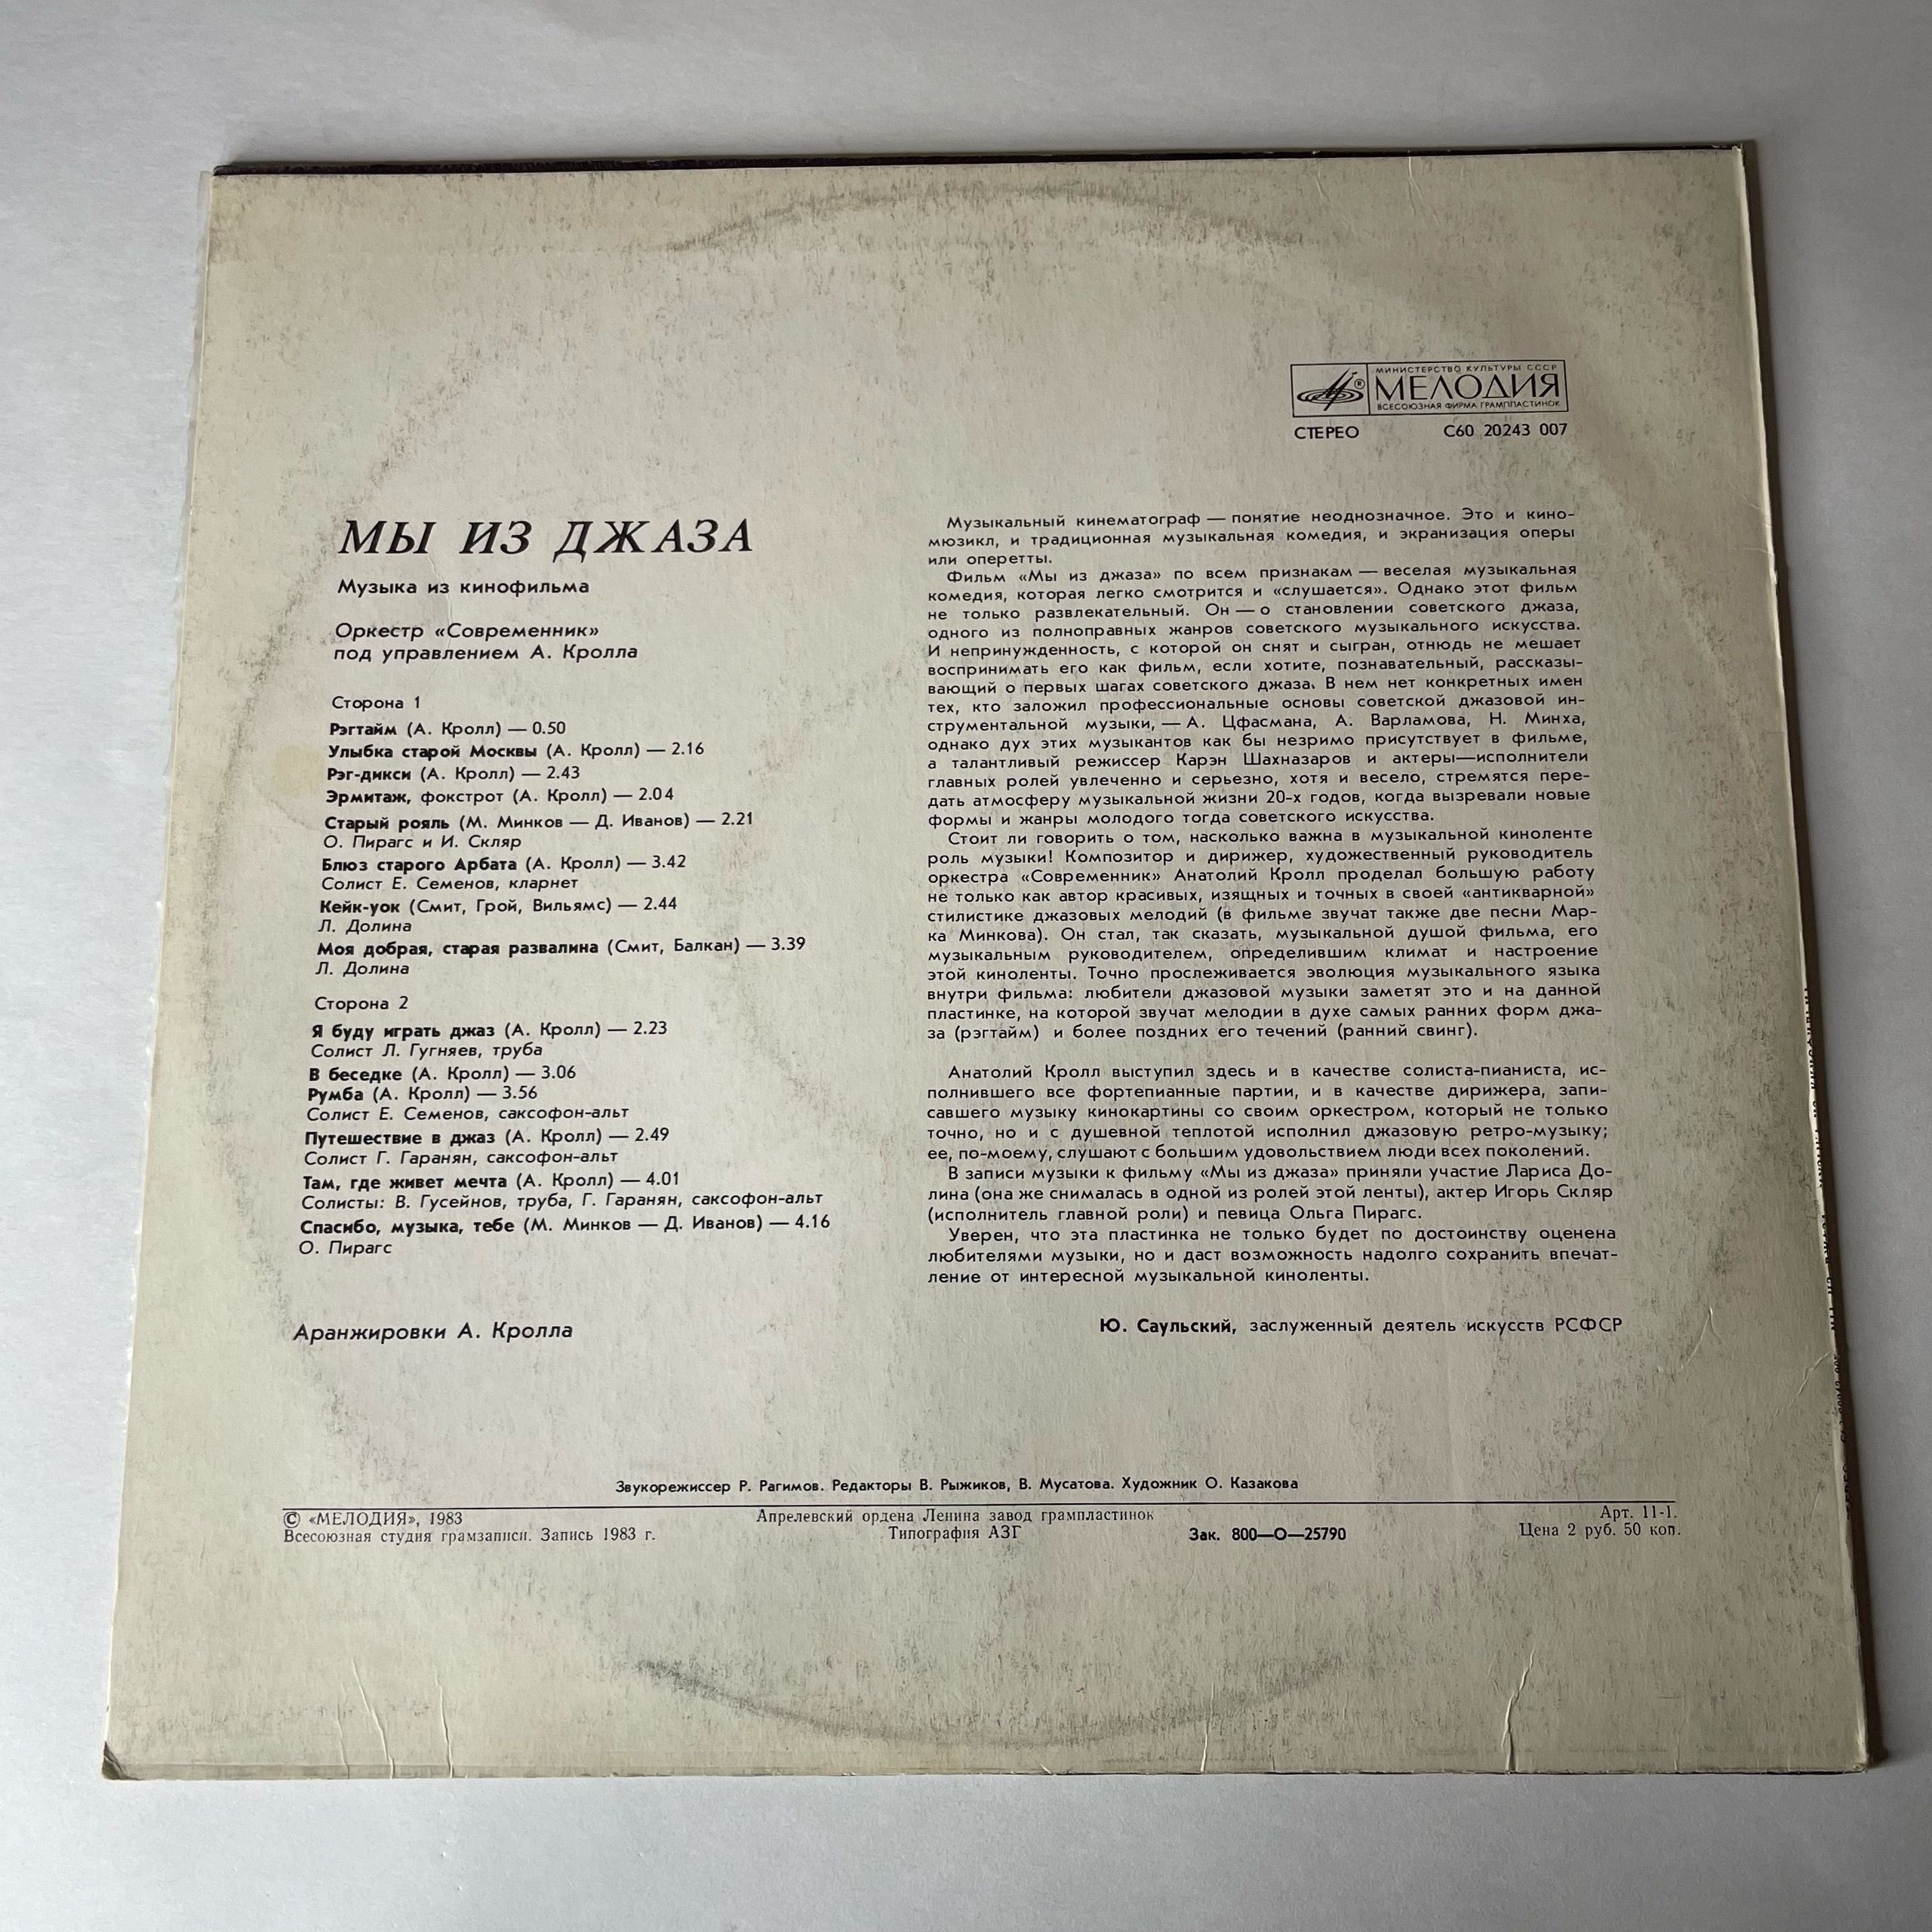 МИНИСТЕРСТВО КУЛЬТУРЫ СССР
МЕЛОДИЯ
ВСЕСОЮЗНАЯ ФИРМА ГРАМПЛАСТИНОК
СТЕРЕО С60 20243 007
МЫ ИЗ ДЖАЗА
Музыка из кинофильма
Оркестр «Современник»
под управлением А. Кролла
Сторона 1
Рэгтайм (А. Кролл) — 0.50
Улыбка старой Москвы (А. Кролл) — 2.16
Рэг-дикси (А. Кролл) — 2.43
Эрмитаж, фокстрот (А. Кролл) — 2.04
Старый рояль (М. Минков — Д. Иванов) — 2.21
О. Пирагс и И. Скляр
Блюз старого Арбата (А. Кролл) — 3.42
Солист Е. Семенов, кларнет
Кейк-уок (Смит, Грой, Вильямс) — 2.44
Л. Долина
Моя добрая, старая развалина (Смит, Балкан) — 3.39
Л. Долина
Сторона 2
Я буду играть джаз (А. Кролл) — 2.23
Солист Л. Гугняев, труба
В беседке (А. Кролл) — 3.06
Румба (А. Кролл) — 3.56
Солист Е. Семенов, саксофон-альт
Путешествие в джаз (А. Кролл) — 2.49
Солист Г. Гаранян, саксофон-альт
Там, где живет мечта (А. Кролл) — 4.01
Солисты: В. Гусейнов, труба, Г. Гаранян, саксофон-альт
Спасибо, музыка, тебе (М. Минков — Д. Иванов) — 4.16
О. Пирагс
Аранжировки А. Кролла
Музыкальный кинематограф — понятие неоднозначное. Это и кино-
мюзикл, и традиционная музыкальная комедия, и экранизация оперы
или оперетты.
Фильм «Мы из джаза» по всем признакам — веселая музыкальная
комедия, которая легко смотрится и «слушается». Однако этот фильм
не только развлекательный. Он — о становлении советского джаза,
одного из полноправных жанров советского музыкального искусства.
И непринужденность, с которой он снят и сыгран, отнюдь не мешает
воспринимать его как фильм, если хотите, познавательный, рассказы-
вающий о первых шагах советского джаза. В нем нет конкретных имен
тех, кто заложил профессиональные основы советской джазовой ин-
струментальной музыки, — А. Цфасмана, А. Варламова, Н. Минха,
однако дух этих музыкантов как бы незримо присутствует в фильме,
а талантливый режиссер Карэн Шахназаров и актеры—исполнители
главных ролей увлеченно и серьезно, хотя и весело, стремятся пере-
дать атмосферу музыкальной жизни 20-х годов, когда вызревали новые
формы и жанры молодого тогда советского искусства.
Стоит ли говорить о том, насколько важна в музыкальной киноленте
роль музыки! Композитор и дирижер, художественный руководитель
оркестра «Современник» Анатолий Кролл проделал большую работу
не только как автор красивых, изящных и точных в своей «антикварной»
стилистике джазовых мелодий (в фильме звучат также две песни Мар-
ка Минкова). Он стал, так сказать, музыкальной душой фильма, его
музыкальным руководителем, определившим климат и настроение
этой киноленты. Точно прослеживается эволюция музыкального языка
внутри фильма: любители джазовой музыки заметят это и на данной
пластинке, на которой звучат мелодии в духе самых ранних форм джа-
за (рэгтайм) и более поздних его течений (ранний свинг).
Анатолий Кролл выступил здесь и в качестве солиста-пианиста, ис-
полнившего все фортепианные партии, и в качестве дирижера, запи-
савшего музыку кинокартины со своим оркестром, который не только
точно, но и с душевной теплотой исполнил джазовую ретро-музыку;
ее, по-моему, слушают с большим удовольствием люди всех поколений.
В записи музыки к фильму «Мы из джаза» приняли участие Лариса До-
лина (она же снималась в одной из ролей этой ленты), актер Игорь Скляр
(исполнитель главной роли) и певица Ольга Пирагс.
Уверен, что эта пластинка не только будет по достоинству оценена
любителями музыки, но и даст возможность надолго сохранить впечат-
ление от интересной музыкальной киноленты.
Ю. Саульский, заслуженный деятель искусств РСФСР
Звукорежиссер Р. Рагимов. Редакторы В. Рыжиков, В. Мусатова. Художник О. Казакова
© «МЕЛОДИЯ», 1983 Апрелевский ордена Ленина завод грампластинок Арт. 11-1.
Всесоюзная студия грамзаписи. Запись 1983 г. Типография АЗГ Зак. 800—О—25790 Цена 2 руб. 50 коп.